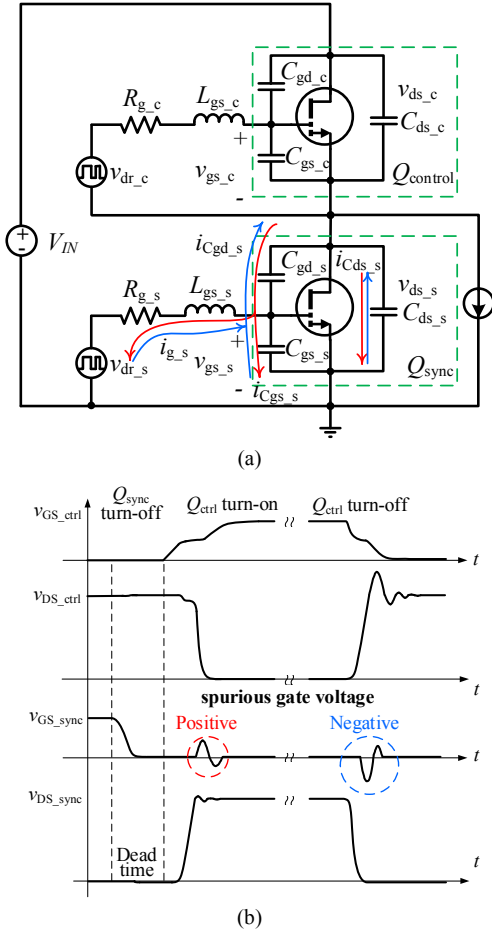 C_gd_c
R_g_c
L_gs_c
v_ds_c
+
C_ds_c
v_dr_c
v_gs_c
C_gs_c
-
Q_control
V_IN
+
-
i_Cgd_s
i_Cds_s
R_g_s
L_gs_s
C_gd_s
v_ds_s
C_ds_s
i_g_s
+
v_dr_s
v_gs_s
C_gs_s
-
i_Cgs_s
Q_sync
(a)
Q_sync
turn-off
Q_ctrl turn-on
Q_ctrl turn-off
v_GS_ctrl
t
v_DS_ctrl
t
spurious gate voltage
v_GS_sync
Positive
Negative
t
v_DS_sync
Dead
time
t
(b)